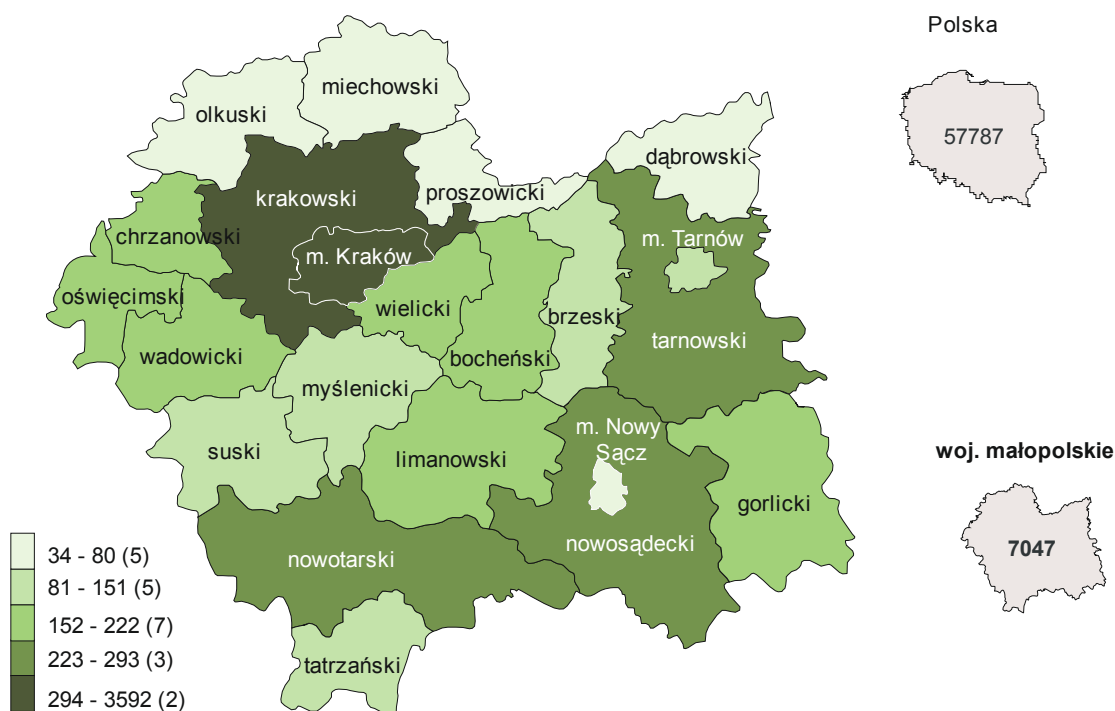 Polska
57787
miechowski
olkuski
dąbrowski
proszowicki
krakowski
m. Tarnów
chrzanowski
m. Kraków
oświęcimski
wielicki
brzeski
tarnowski
wadowicki
bocheński
myślenicki
m. Nowy
Sącz
suski
limanowski
woj. małopolskie
7047
gorlicki
nowotarski
nowosądecki
tatrzański
34 - 80 (5)
81 - 151 (5)
152 - 222 (7)
223 - 293 (3)
294 - 3592 (2)